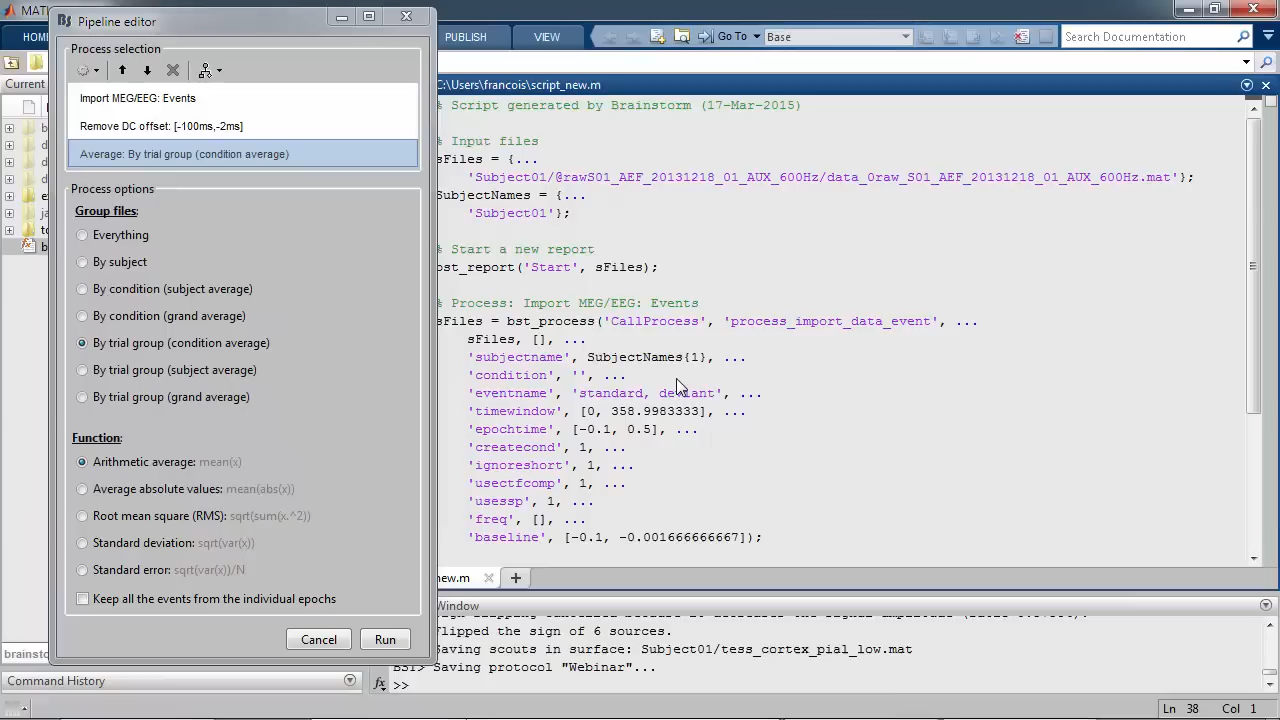 Pipeline editor
Process selection
Import MEG/EEG: Events
Remove DC offset: [-100ms,-2ms]
Average: By trial group (condition average)
Process options
Group files:
Everything
By subject
By condition (subject average)
By condition (grand average)
By trial group (condition average)
By trial group (subject average)
By trial group (grand average)
Function:
Arithmetic average: mean(x)
Average absolute values: mean(abs(x))
Root mean square (RMS): sqrt(sum(x.^2))
Standard deviation: sqrt(var(x))
Standard error: sqrt(var(x))/N
Keep all the events from the individual epochs
Cancel Run
PUBLISH VIEW Go To Base Search Documentation
Current
C:\Users\francois\script_new.m
% Script generated by Brainstorm (17-Mar-2015)
% Input files
sFiles = {...
'Subject01/@rawS01_AEF_20131218_01_AUX_600Hz/data_0raw_S01_AEF_20131218_01_AUX_600Hz.mat'};
SubjectNames = {...
'Subject01'};
% Start a new report
bst_report('Start', sFiles);
% Process: Import MEG/EEG: Events
sFiles = bst_process('CallProcess', 'process_import_data_event', ...
sFiles, [], ...
'subjectname', SubjectNames{1}, ...
'condition', '', ...
'eventname', 'standard, deviant', ...
'timewindow', [0, 358.9983333], ...
'epochtime', [-0.1, 0.5], ...
'createcond', 1, ...
'ignoreshort', 1, ...
'usectfcomp', 1, ...
'usessp', 1, ...
'freq', [], ...
'baseline', [-0.1, -0.001666666667]);
new.m
Window
Flipped the sign of 6 sources.
Saving scouts in surface: Subject01/tess_cortex_pial_low.mat
BST> Saving protocol "Webinar"...
>>
Command History
Ln 38 Col 1